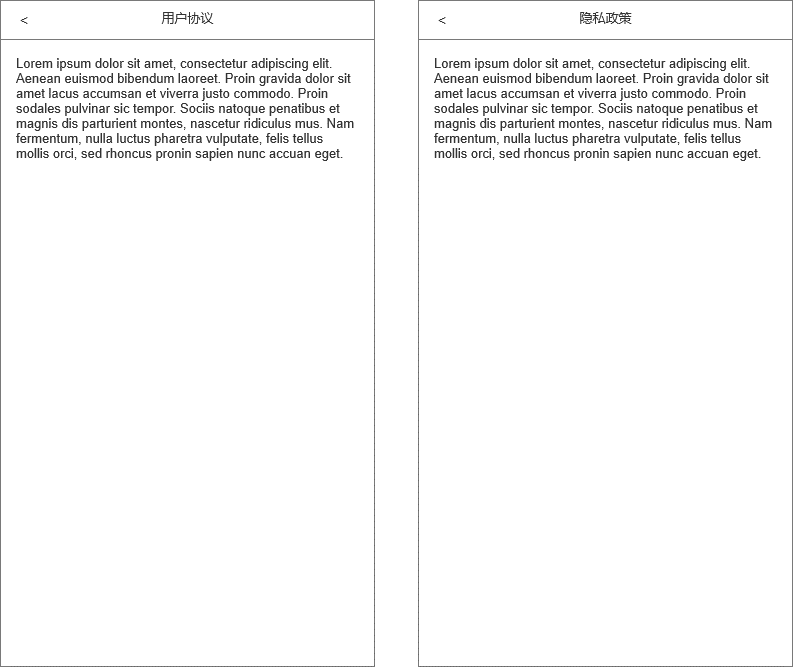 <
用户协议
Lorem ipsum dolor sit amet, consectetur adipiscing elit.
Aenean euismod bibendum laoreet. Proin gravida dolor sit
amet lacus accumsan et viverra justo commodo. Proin
sodales pulvinar sic tempor. Sociis natoque penatibus et
magnis dis parturient montes, nascetur ridiculus mus. Nam
fermentum, nulla luctus pharetra vulputate, felis tellus
mollis orci, sed rhoncus pronin sapien nunc accuan eget.
<
隐私政策
Lorem ipsum dolor sit amet, consectetur adipiscing elit.
Aenean euismod bibendum laoreet. Proin gravida dolor sit
amet lacus accumsan et viverra justo commodo. Proin
sodales pulvinar sic tempor. Sociis natoque penatibus et
magnis dis parturient montes, nascetur ridiculus mus. Nam
fermentum, nulla luctus pharetra vulputate, felis tellus
mollis orci, sed rhoncus pronin sapien nunc accuan eget.